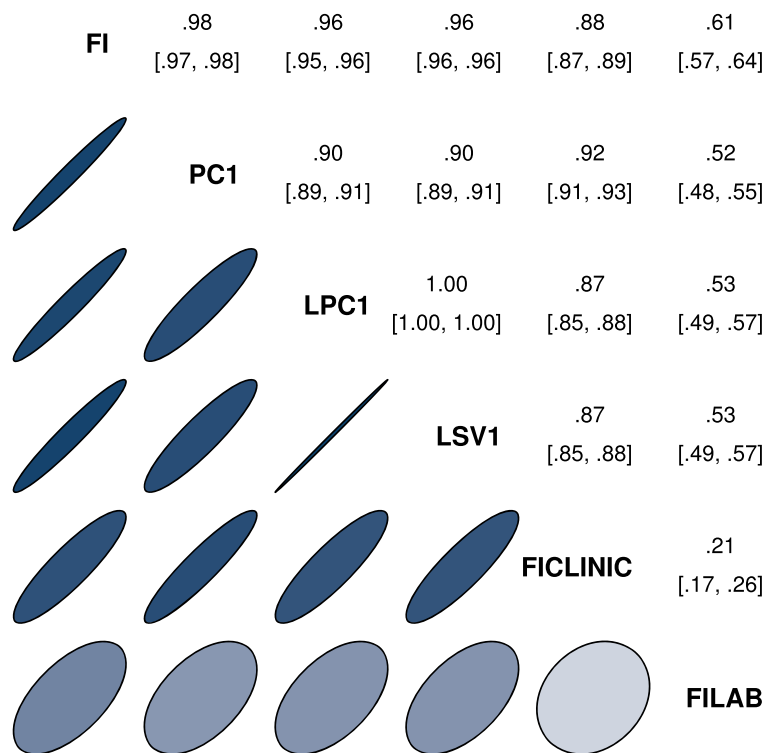 FI .98 .96 .96 .88 .61
[.97, .98] [.95, .96] [.96, .96] [.87, .89] [.57, .64]
PC1 .90 .90 .92 .52
[.89, .91] [.89, .91] [.91, .93] [.48, .55]
LPC1 1.00 .87 .53
[1.00, 1.00] [.85, .88] [.49, .57]
LSV1 .87 .53
[.85, .88] [.49, .57]
FICLINIC .21
[.17, .26]
FILAB